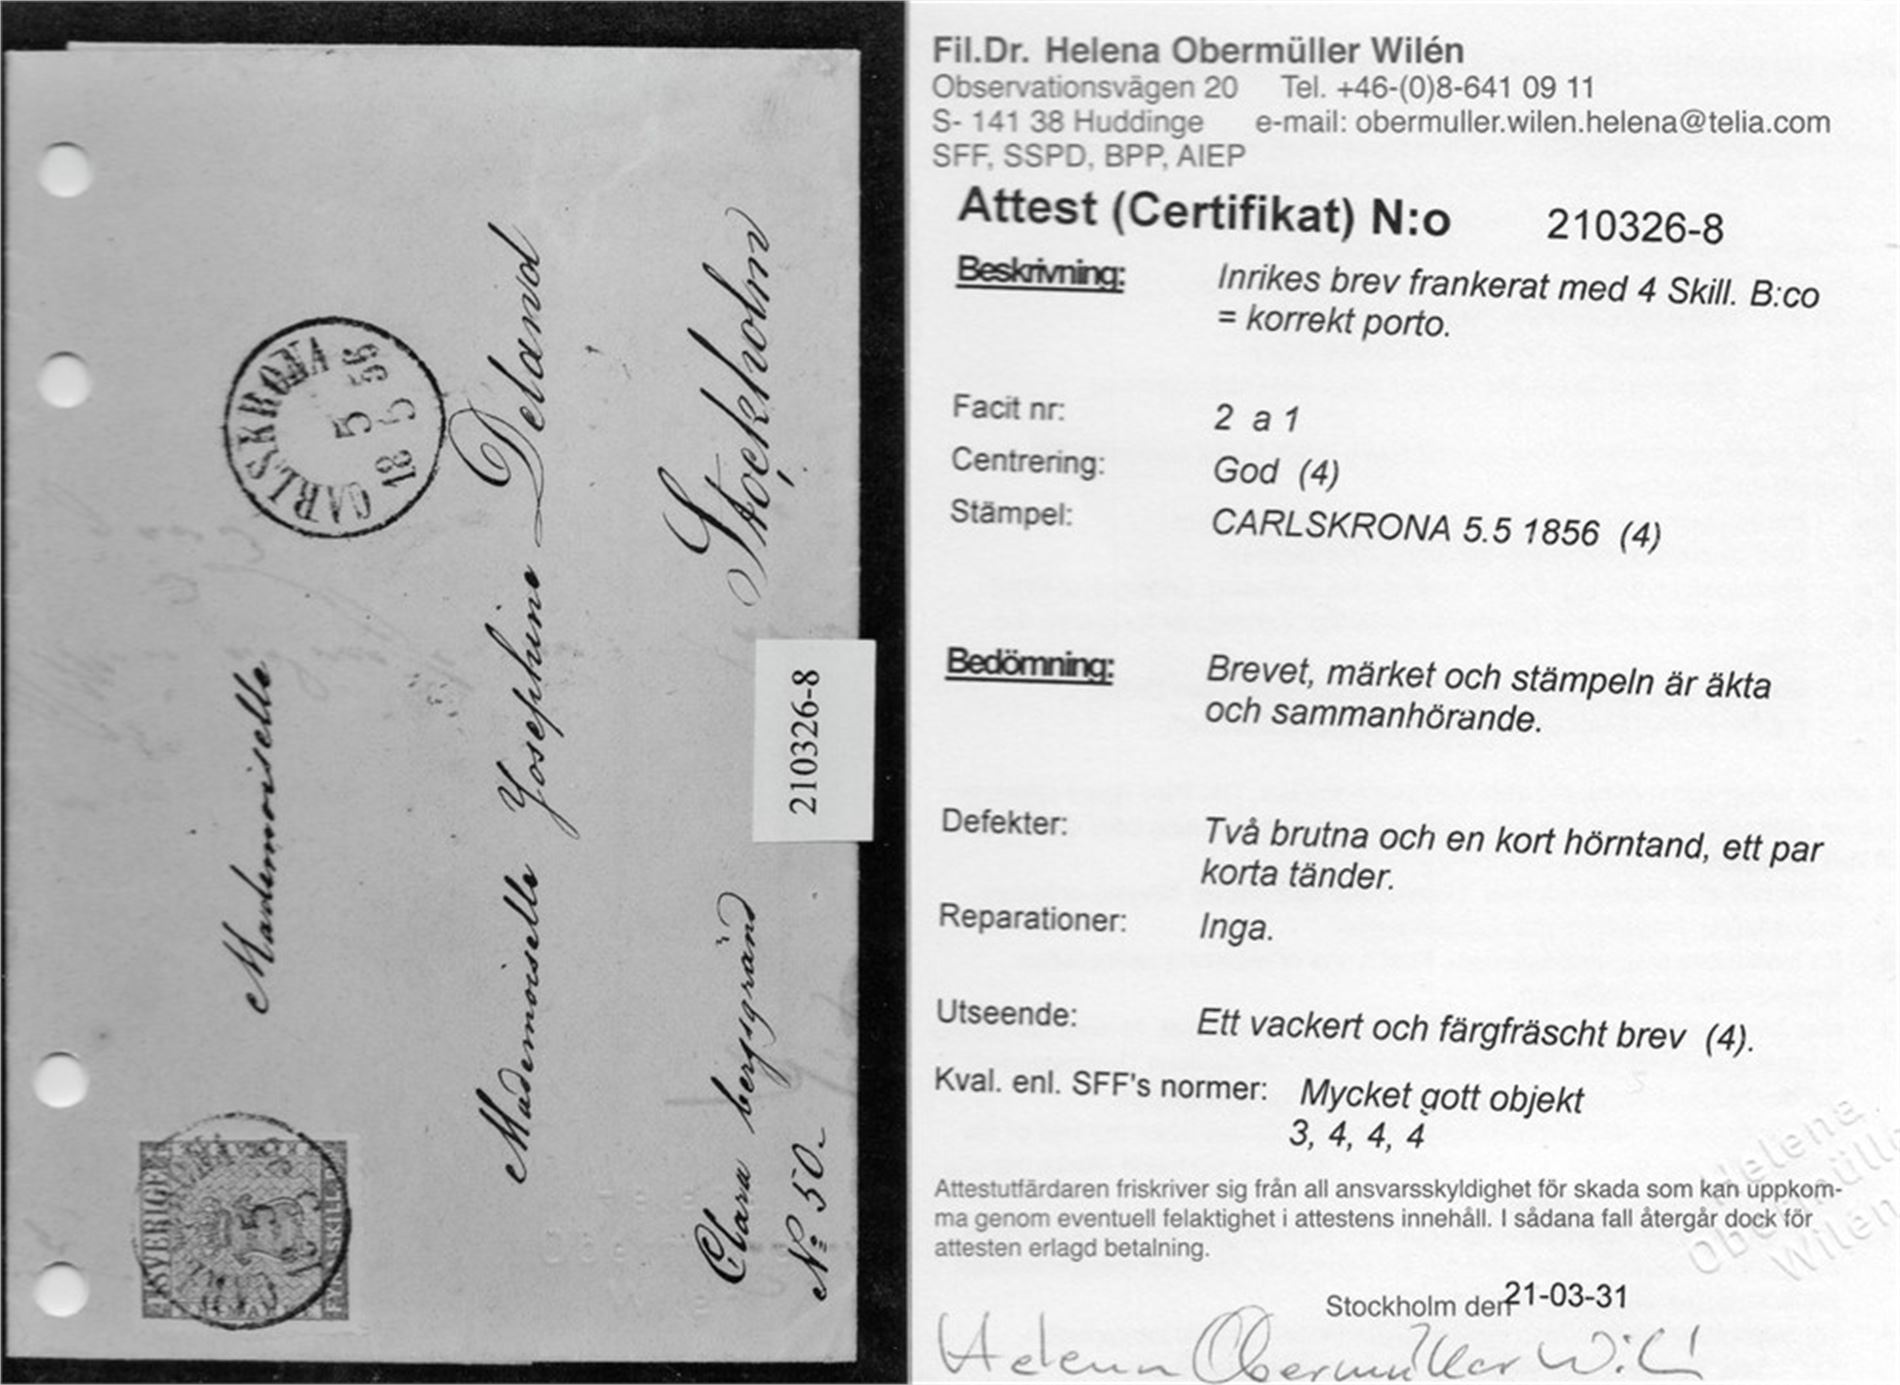 CARLSKRONA
5 5
1856
Mademoiselle
Mademoiselle Josephine Deland
Stockholm
Clara bergsgränd
No 50
SVERIGE
210326-8
Fil.Dr. Helena Obermüller Wilén
Observationsvägen 20 Tel. +46-(0)8-641 09 11
S- 141 38 Huddinge e-mail: obermuller.wilen.helena@telia.com
SFF, SSPD, BPP, AIEP
Attest (Certifikat) N:o 210326-8
Beskrivning: Inrikes brev frankerat med 4 Skill. B:co
= korrekt porto.
Facit nr: 2 a 1
Centrering: God (4)
Stämpel: CARLSKRONA 5.5 1856 (4)
Bedömning: Brevet, märket och stämpeln är äkta
och sammanhörande.
Defekter: Två brutna och en kort hörntand, ett par
korta tänder.
Reparationer: Inga.
Utseende: Ett vackert och färgfräscht brev (4).
Kval. enl. SFF's normer: Mycket gott objekt
3, 4, 4, 4
Attestutfärdaren friskriver sig från all ansvarsskyldighet för skada som kan uppkom-
ma genom eventuell felaktighet i attestens innehåll. I sådana fall återgår dock för
attesten erlagd betalning.
Helena
Obermüller
Wilén
Stockholm den 21-03-31
Helena Obermüller Wilén